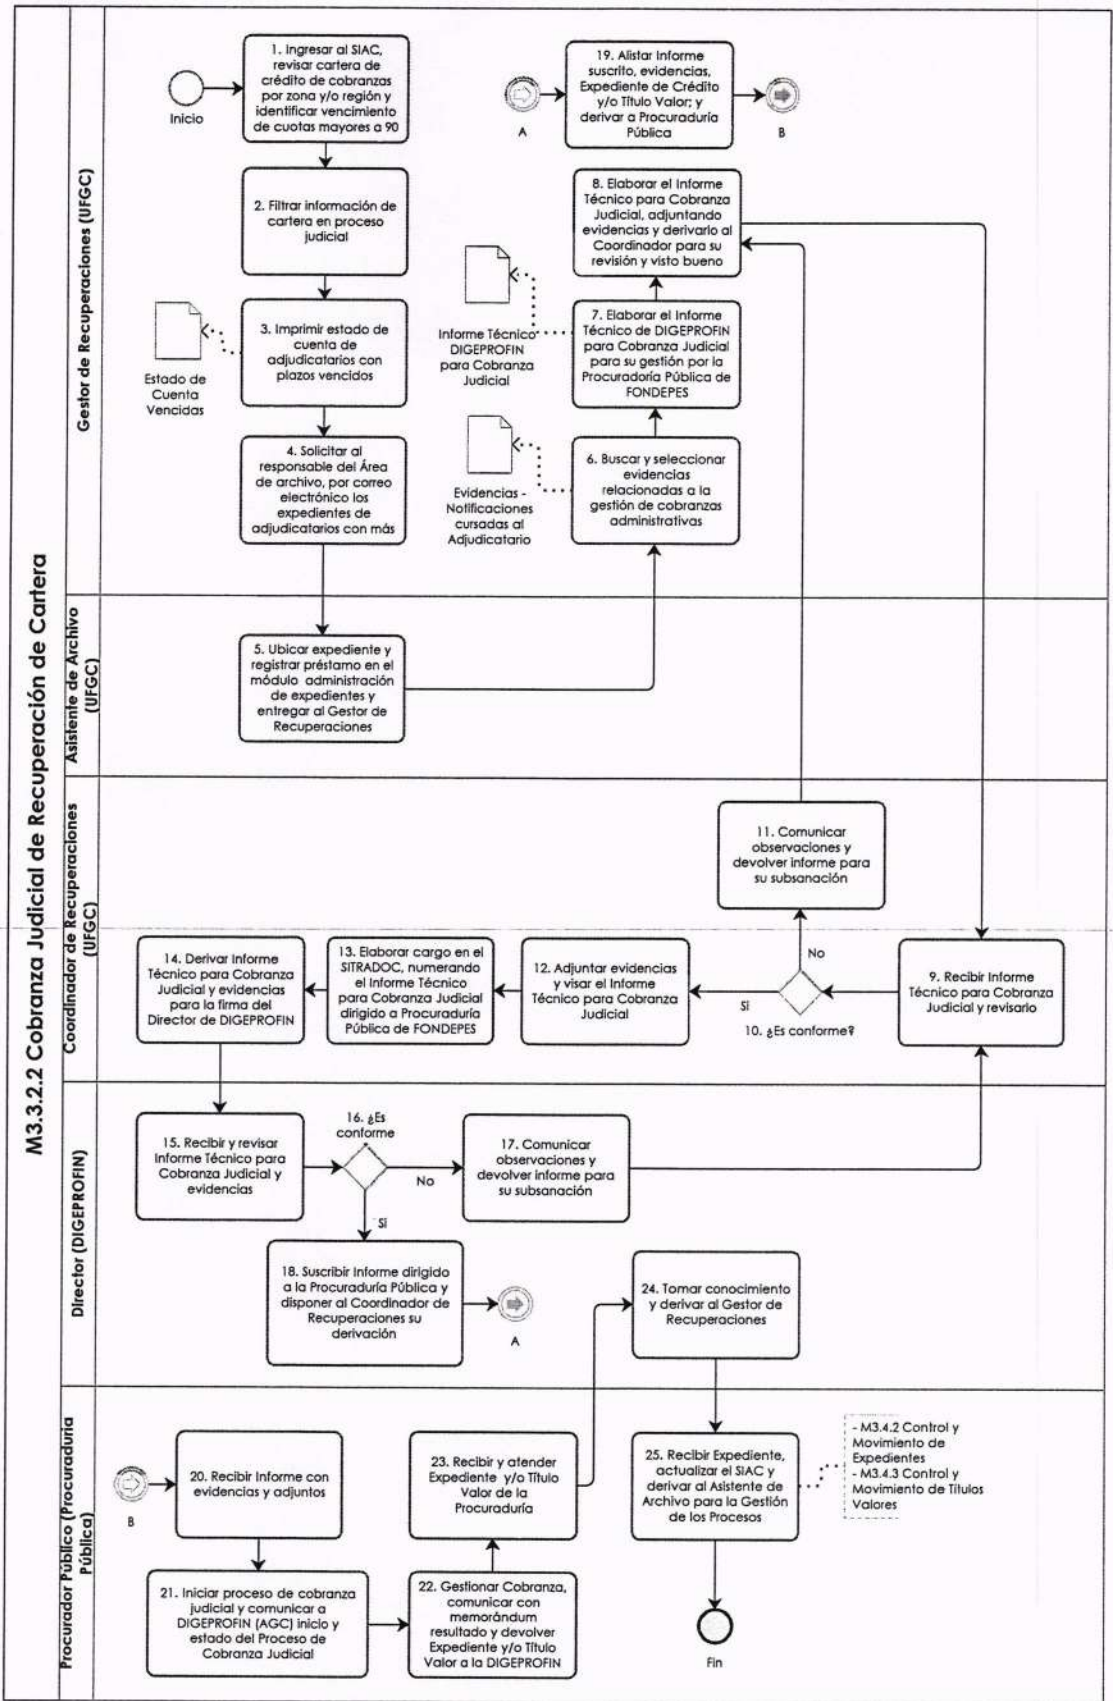 M3.3.2.2 Cobranza Judicial de Recuperación de Cartera
Gestor de Recuperaciones (UFGC)
Inicio
1. Ingresar al SIAC,
revisar cartera de
crédito de cobranzas
por zona y/o región y
identificar vencimiento
de cuotas mayores a 90
2. Filtrar información de
cartera en proceso
judicial
3. Imprimir estado de
cuenta de
adjudicatarios con
plazos vencidos
Estado de
Cuenta
Vencidas
4. Solicitar al
responsable del Área
de archivo, por correo
electrónico los
expedientes de
adjudicatarios con más
A
19. Alistar Informe
suscrito, evidencias,
Expediente de Crédito
y/o Título Valor; y
derivar a Procuraduría
Pública
B
8. Elaborar el Informe
Técnico para Cobranza
Judicial, adjuntando
evidencias y derivarlo al
Coordinador para su
revisión y visto bueno
7. Elaborar el Informe
Técnico de DIGEPROFIN
para Cobranza Judicial
para su gestión por la
Procuradoría Pública de
FONDEPES
Informe Técnico
DIGEPROFIN
para Cobranza
Judicial
6. Buscar y seleccionar
evidencias
relacionadas a la
gestión de cobranzas
administrativas
Evidencias -
Notificaciones
cursadas al
Adjudicatario
Asistente de Archivo
(UFGC)
5. Ubicar expediente y
registrar préstamo en el
módulo administración
de expedientes y
entregar al Gestor de
Recuperaciones
Coordinador de Recuperaciones
(UFGC)
11. Comunicar
observaciones y
devolver informe para
su subsanación
No
9. Recibir Informe
Técnico para Cobranza
Judicial y revisarlo
10. ¿Es conforme?
Si
12. Adjuntar evidencias
y visar el Informe
Técnico para Cobranza
Judicial
13. Elaborar cargo en el
SITRADOC, numerando
el Informe Técnico
para Cobranza Judicial
dirigido a Procuraduría
Pública de FONDEPES
14. Derivar Informe
Técnico para Cobranza
Judicial y evidencias
para la firma del
Director de DIGEPROFIN
Director (DIGEPROFIN)
15. Recibir y revisar
Informe Técnico para
Cobranza Judicial y
evidencias
16. ¿Es
conforme
No
17. Comunicar
observaciones y
devolver informe para
su subsanación
Si
18. Suscribir Informe dirigido
a la Procuraduría Pública y
disponer al Coordinador de
Recuperaciones su
derivación
A
24. Tomar conocimiento
y derivar al Gestor de
Recuperaciones
Procurador Público (Procuraduria
Pública)
B
20. Recibir Informe con
evidencias y adjuntos
21. Iniciar proceso de cobranza
judicial y comunicar a
DIGEPROFIN (AGC) inicio y
estado del Proceso de
Cobranza Judicial
22. Gestionar Cobranza,
comunicar con
memorándum
resultado y devolver
Expediente y/o Título
Valor a la DIGEPROFIN
23. Recibir y atender
Expediente y/o Título
Valor de la
Procuraduría
25. Recibir Expediente,
actualizar el SIAC y
derivar al Asistente de
Archivo para la Gestión
de los Procesos
- M3.4.2 Control y
Movimiento de
Expedientes
- M3.4.3 Control y
Movimiento de Títulos
Valores
Fin